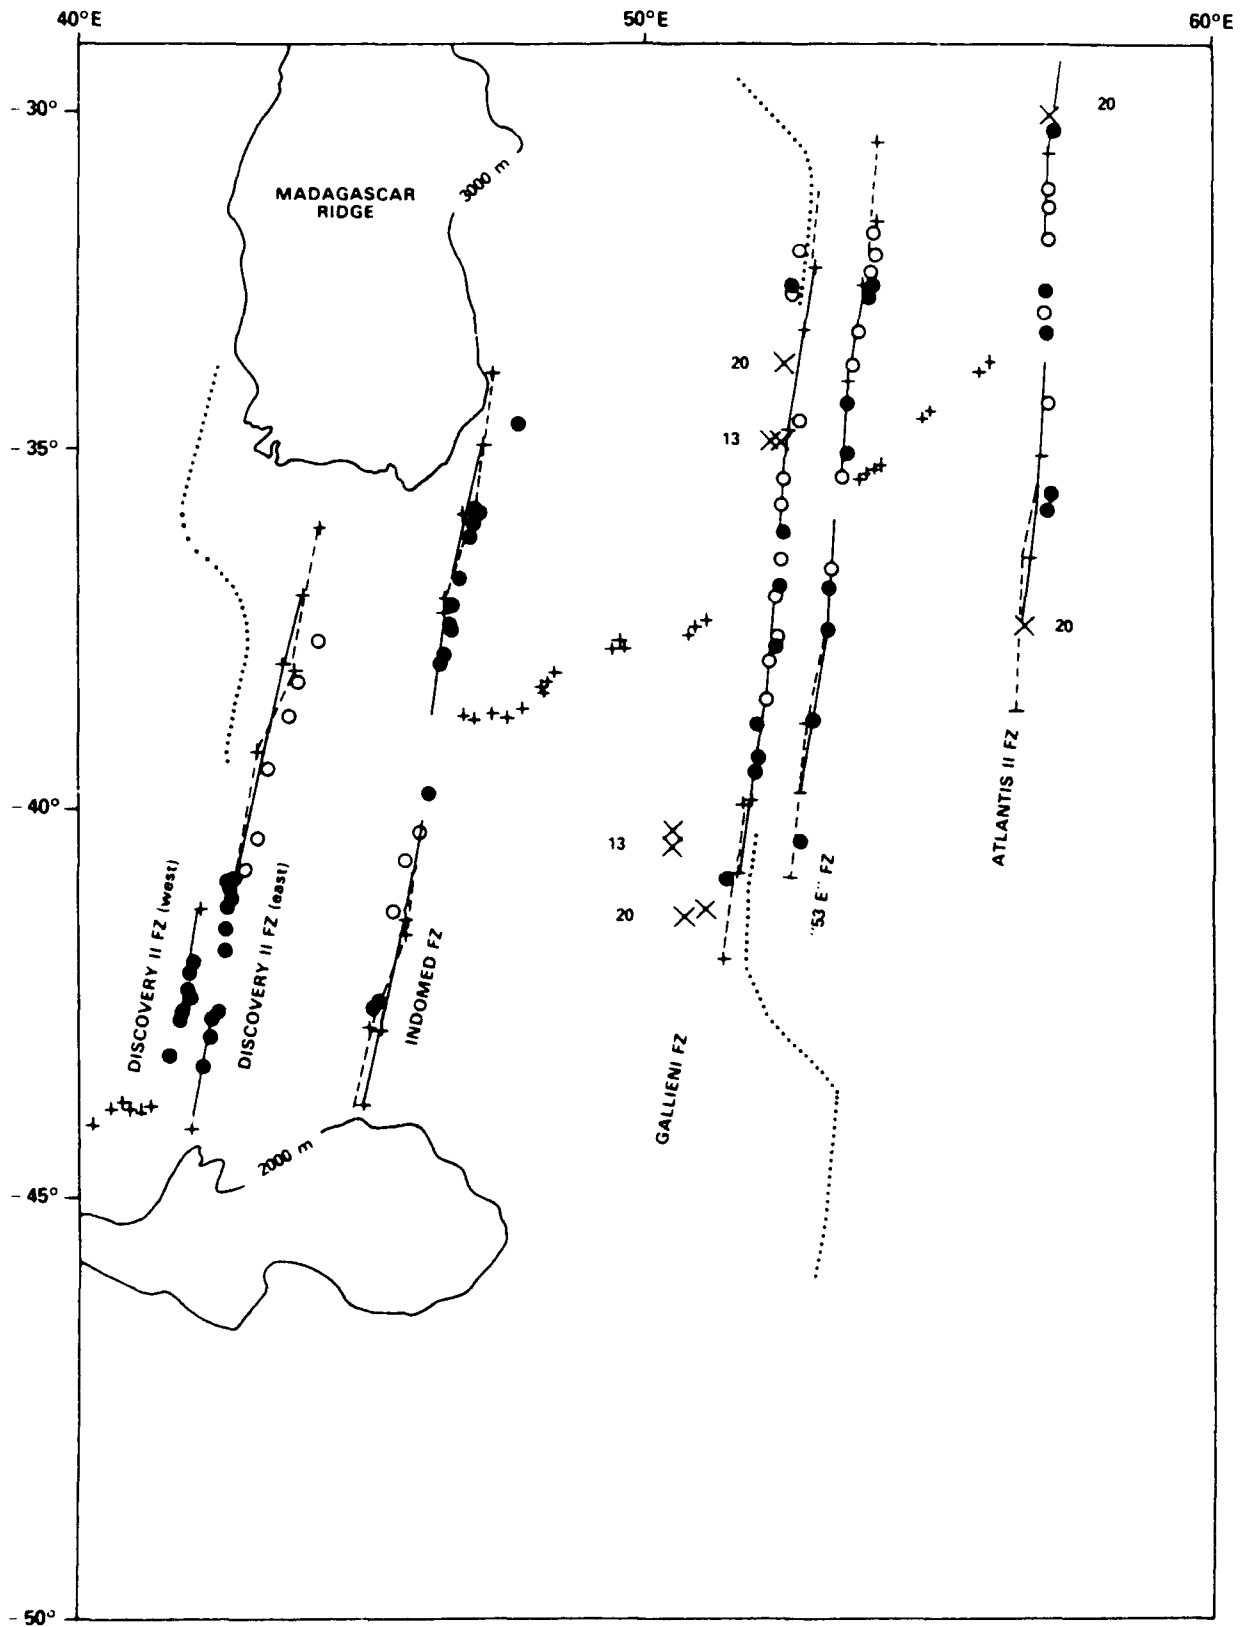 40°E
50°E
60°E
-30°
20
MADAGASCAR
RIDGE
3000 m
20
-35°
13
20
-40°
13
20
DISCOVERY II FZ (west)
DISCOVERY II FZ (east)
INDOMED FZ
GALLIENI FZ
"53 E" FZ
ATLANTIS II FZ
2000 m
-45°
-50°